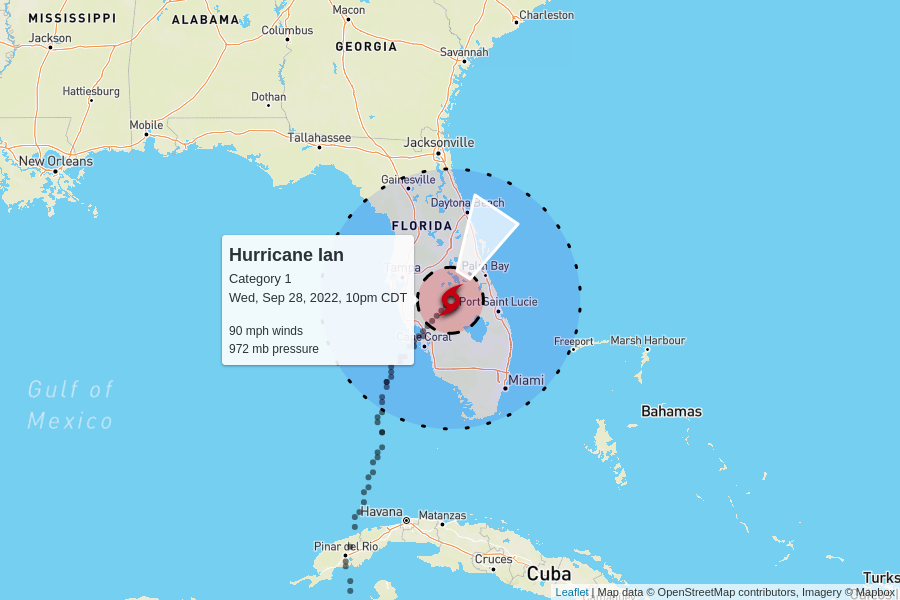 MISSISSIPPI
ALABAMA
Macon
Charleston
Jackson
Columbus
GEORGIA
Savannah
Hattiesburg
Dothan
Mobile
Tallahassee
Jacksonville
New Orleans
Gainesville
Daytona Beach
FLORIDA
Hurricane Ian
Category 1
Wed, Sep 28, 2022, 10pm CDT
90 mph winds
972 mb pressure
Tampa
Palm Bay
Port Saint Lucie
Cape Coral
Freeport
Marsh Harbour
Miami
Gulf of
Mexico
Bahamas
Havana
Matanzas
Pinar del Rio
Cruces
Cuba
Turks
Leaflet | Map data © OpenStreetMap contributors, Imagery © Mapbox